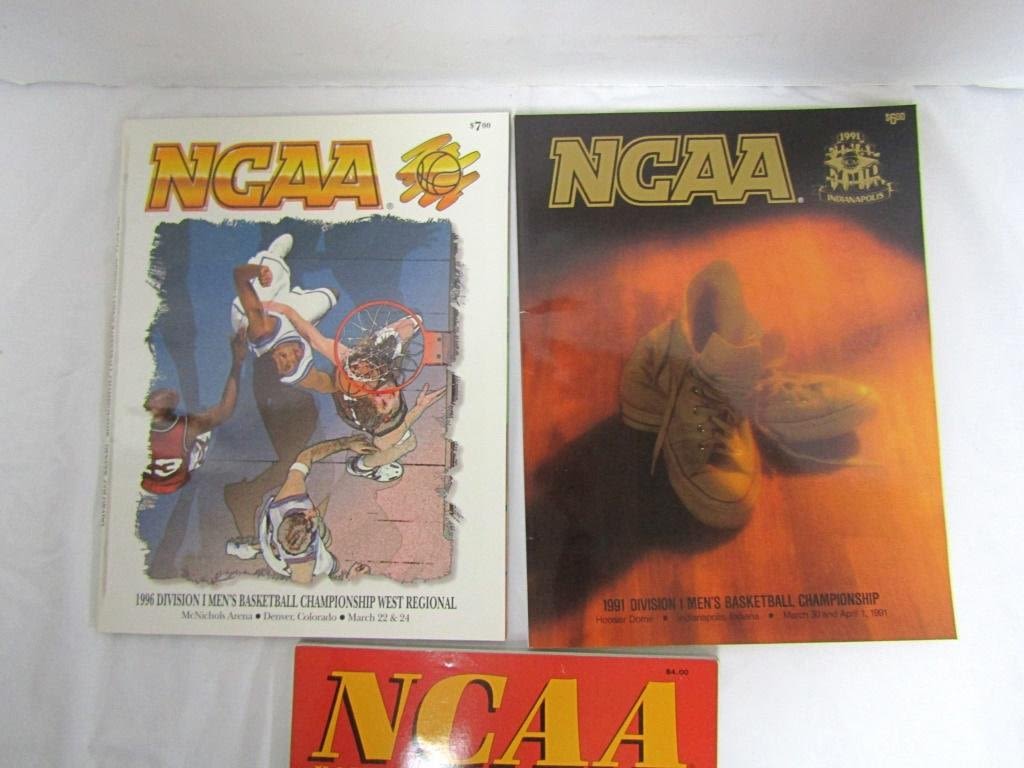 $7.00
NCAA
®
13
1996 DIVISION I MEN'S BASKETBALL CHAMPIONSHIP WEST REGIONAL
McNichols Arena • Denver, Colorado • March 22 & 24
$6.00
NCAA
®
1991
INDIANAPOLIS
1991 DIVISION I MEN'S BASKETBALL CHAMPIONSHIP
Hoosier Dome ■ Indianapolis, Indiana ■ March 30 and April 1, 1991
$4.00
NCAA